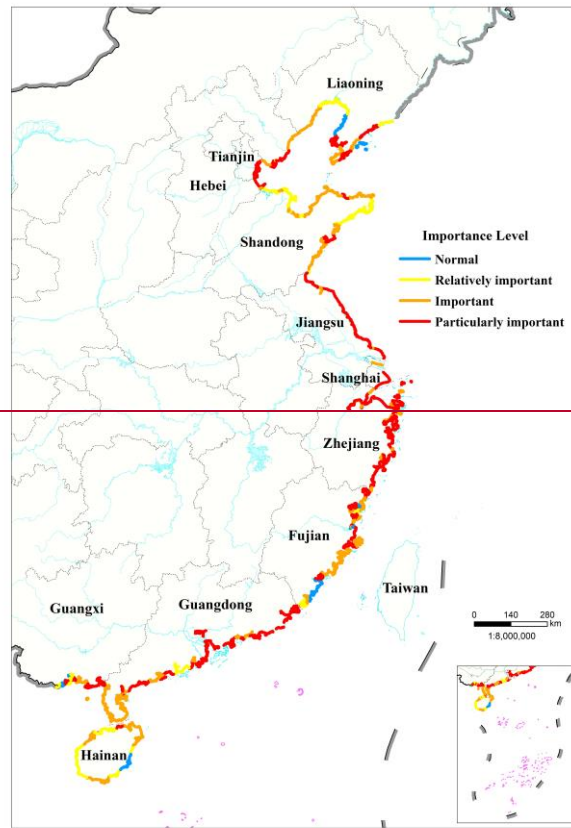 Liaoning
Tianjin
Hebei
Shandong
Importance Level
Normal
Relatively important
Important
Particularly important
Jiangsu
Shanghai
Zhejiang
Fujian
Taiwan
Guangxi
Guangdong
0 140 280
km
1:8,000,000
Hainan